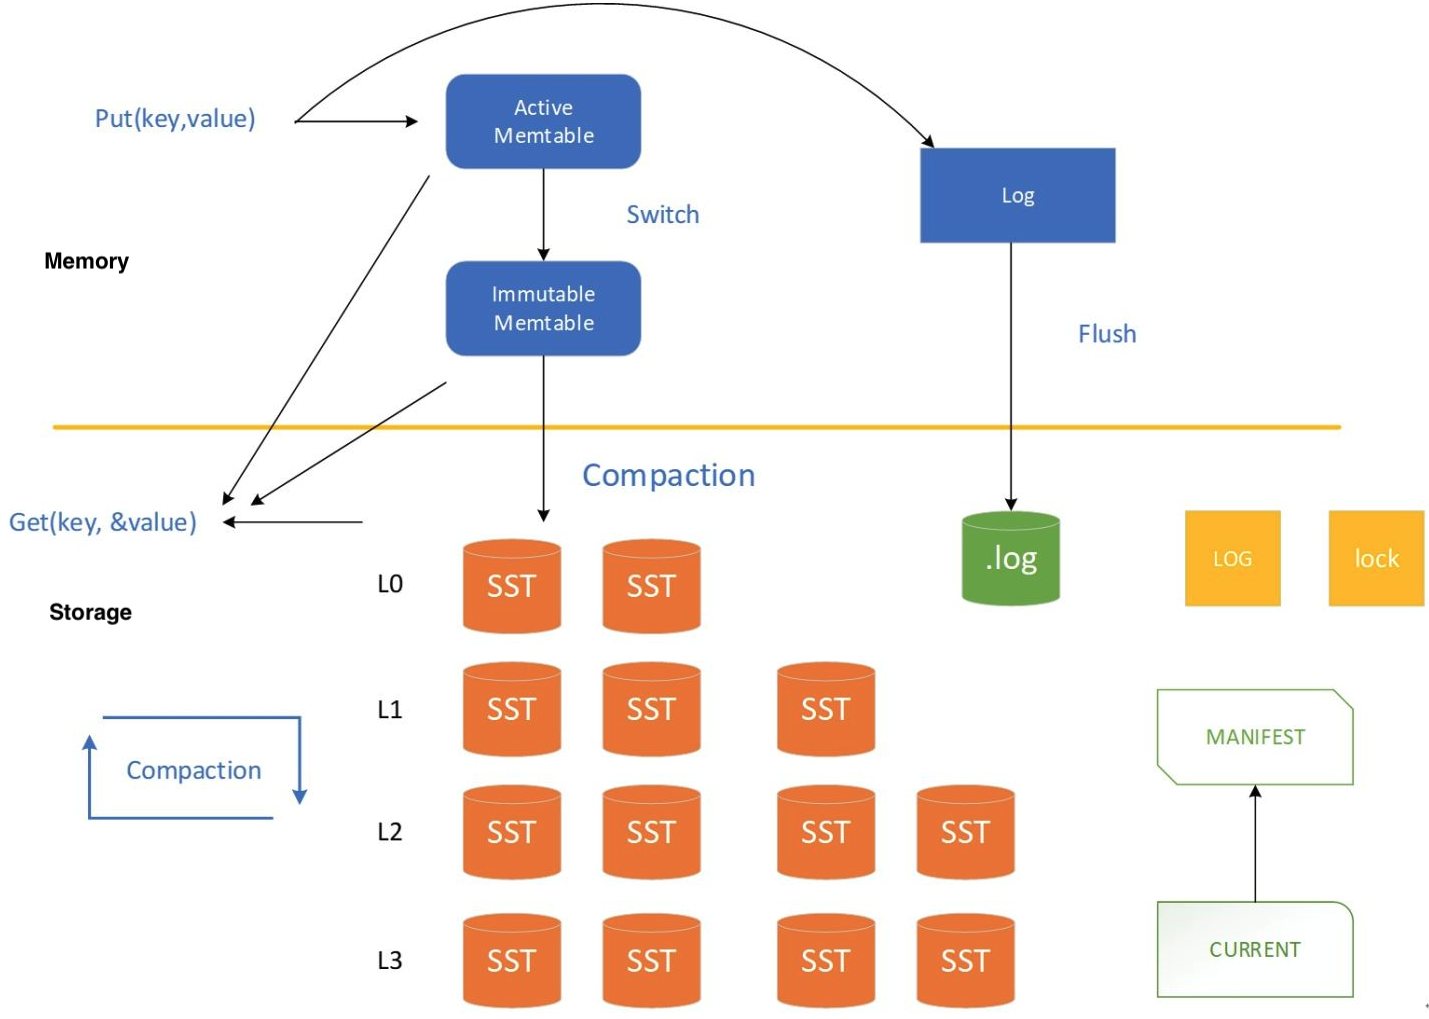 Put(key,value)
Active
Memtable
Log
Switch
Memory
Immutable
Memtable
Flush
Compaction
Get(key, &value)
Storage
L0
SST
SST
.log
LOG
lock
L1
SST
SST
SST
MANIFEST
Compaction
L2
SST
SST
SST
SST
L3
SST
SST
SST
SST
CURRENT